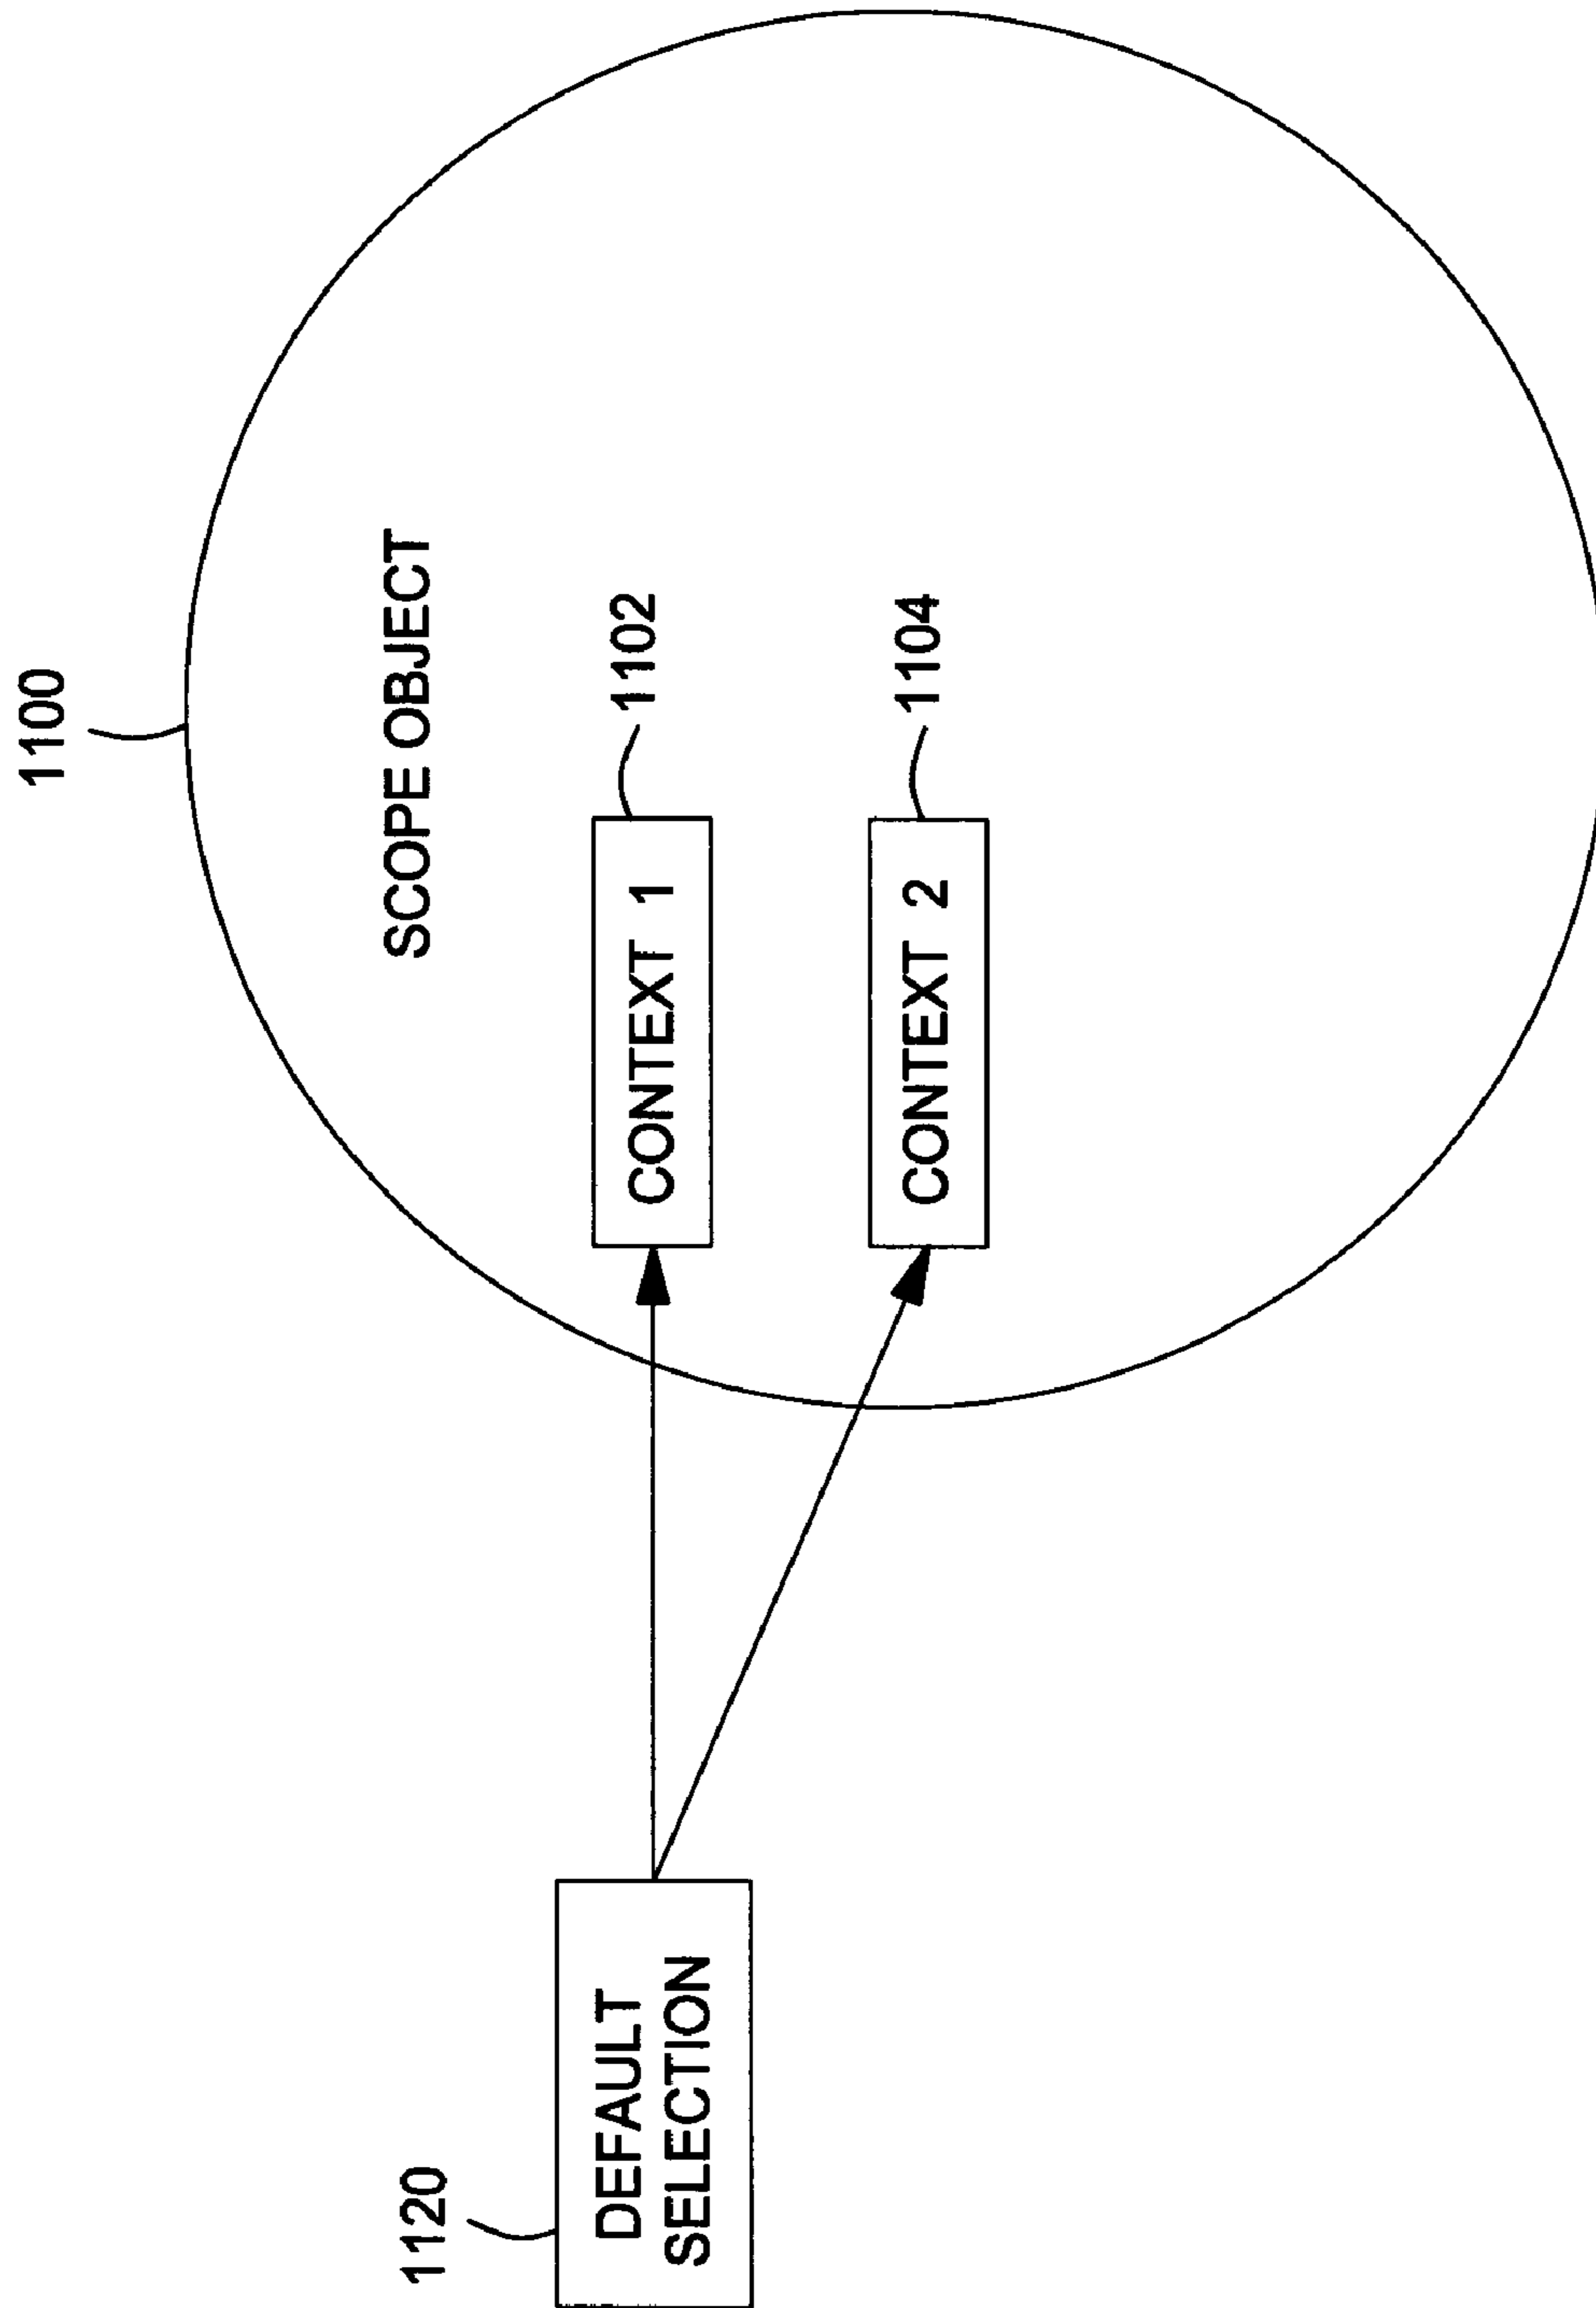 1100
SCOPE OBJECT
1120
DEFAULT
SELECTION
CONTEXT 1
1102
CONTEXT 2
1104